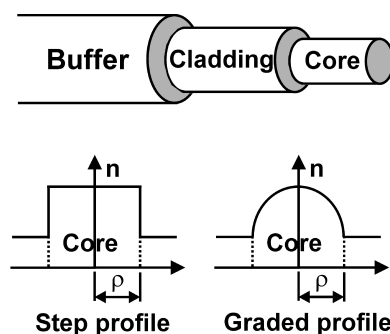 Buffer
Cladding
Core
n
n
Core
Core
ρ
ρ
Step profile
Graded profile